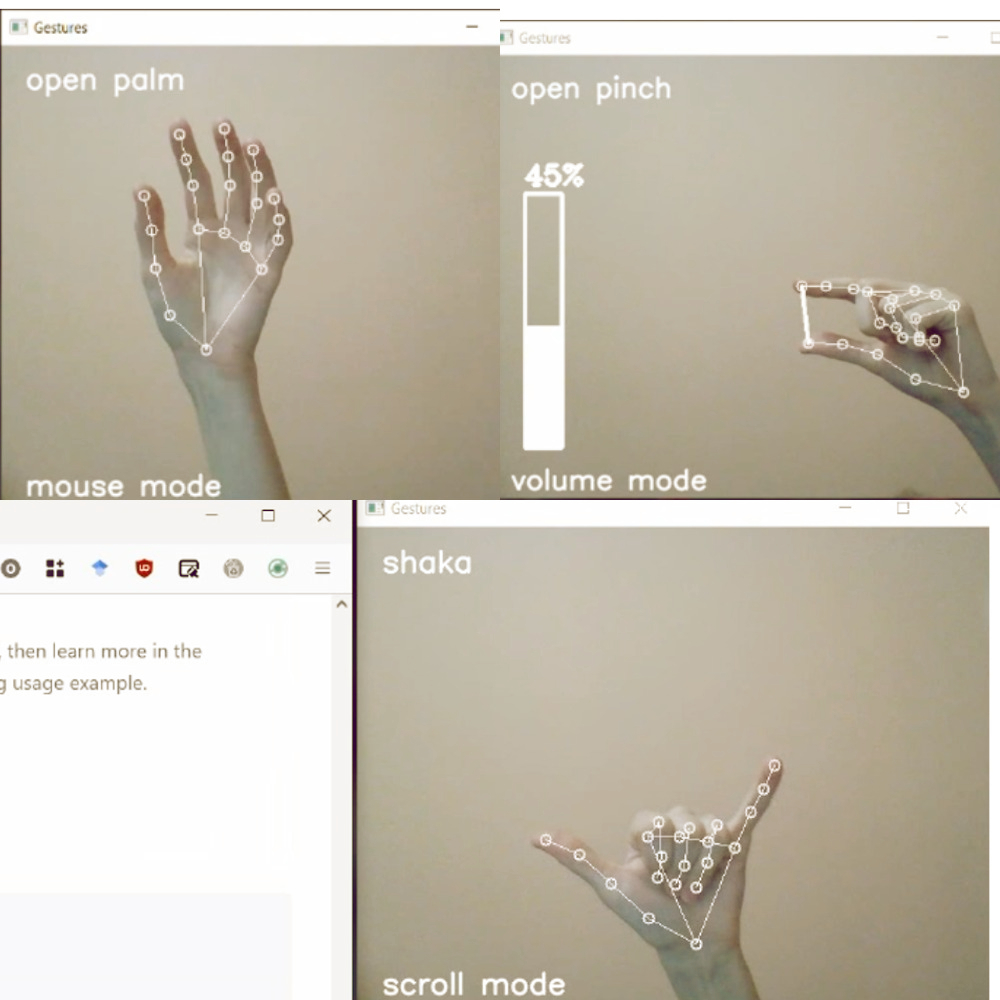 Gestures
open palm
mouse mode
Gestures
open pinch
45%
volume mode
, then learn more in the
g usage example.
Gestures
shaka
scroll mode